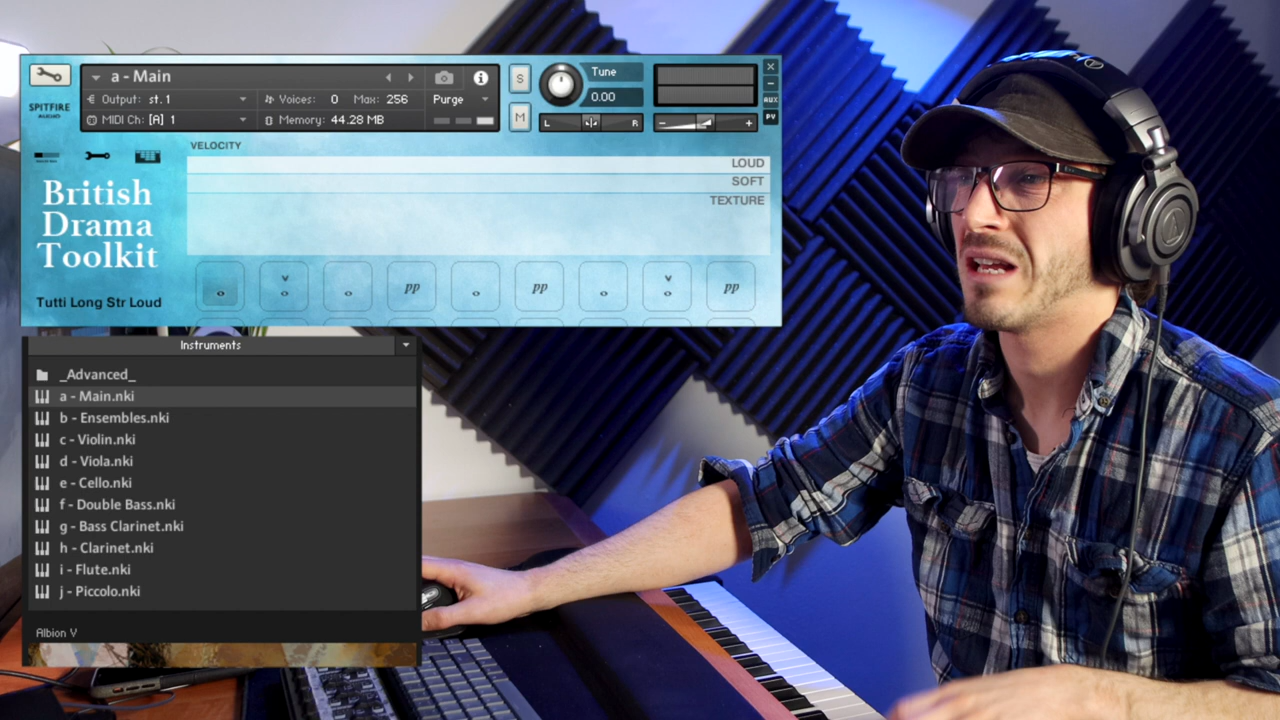 a - Main
S
Tune
SPITFIRE
AUDIO
Output: st.1
Voices: 0 Max: 256
Purge
0.00
AUX
MIDI Ch: [A] 1
Memory: 44.28 MB
M
L
R
PV
VELOCITY
LOUD
SOFT
TEXTURE
British
Drama
Toolkit
pp
pp
pp
Tutti Long Str Loud
Instruments
_Advanced_
a - Main.nki
b - Ensembles.nki
c - Violin.nki
d - Viola.nki
e - Cello.nki
f - Double Bass.nki
g - Bass Clarinet.nki
h - Clarinet.nki
i - Flute.nki
j - Piccolo.nki
Albion V